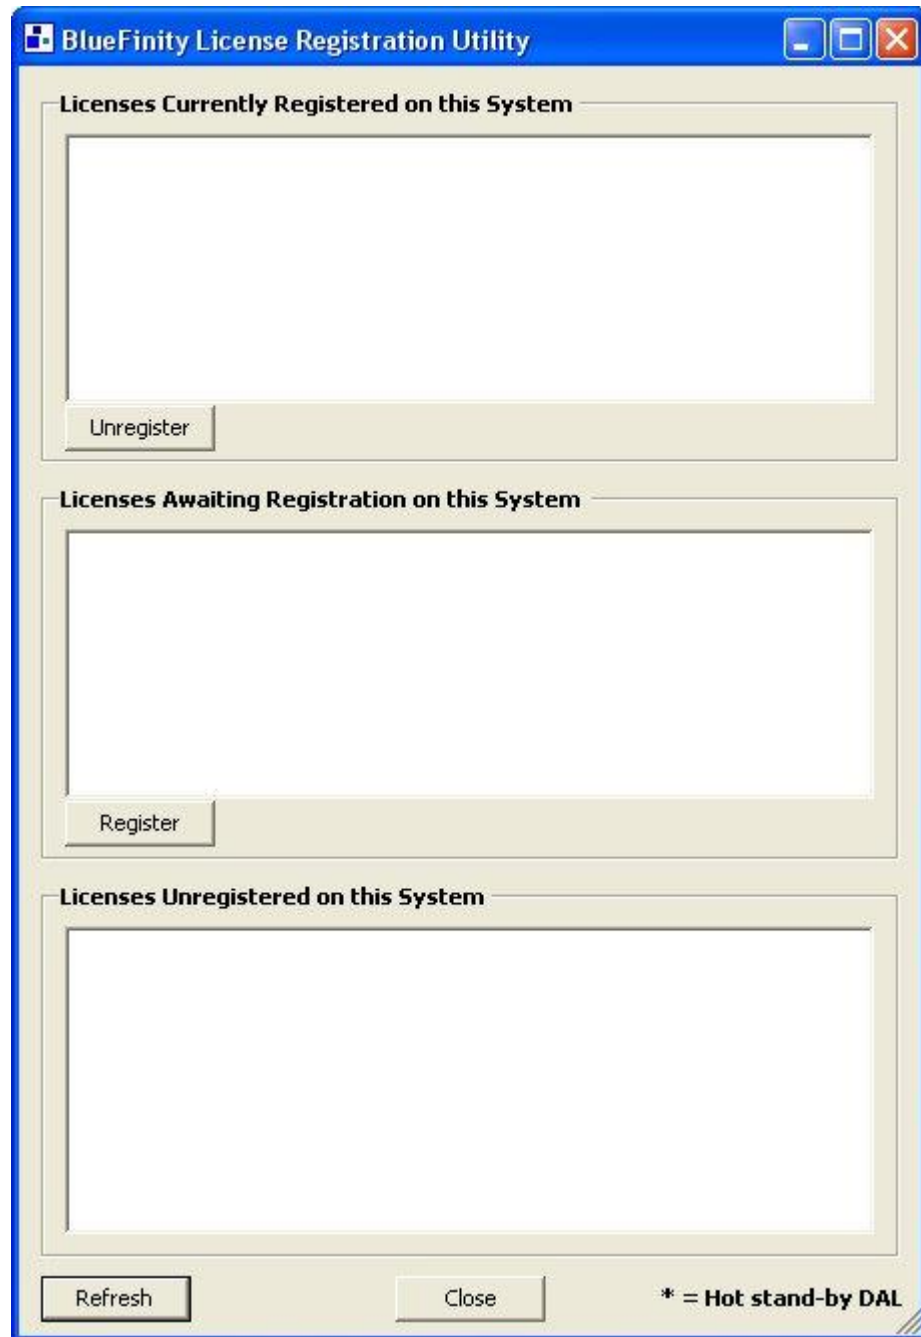 BlueFinity License Registration Utility
Licenses Currently Registered on this System
Unregister
Licenses Awaiting Registration on this System
Register
Licenses Unregistered on this System
Refresh
Close
* = Hot stand-by DAL